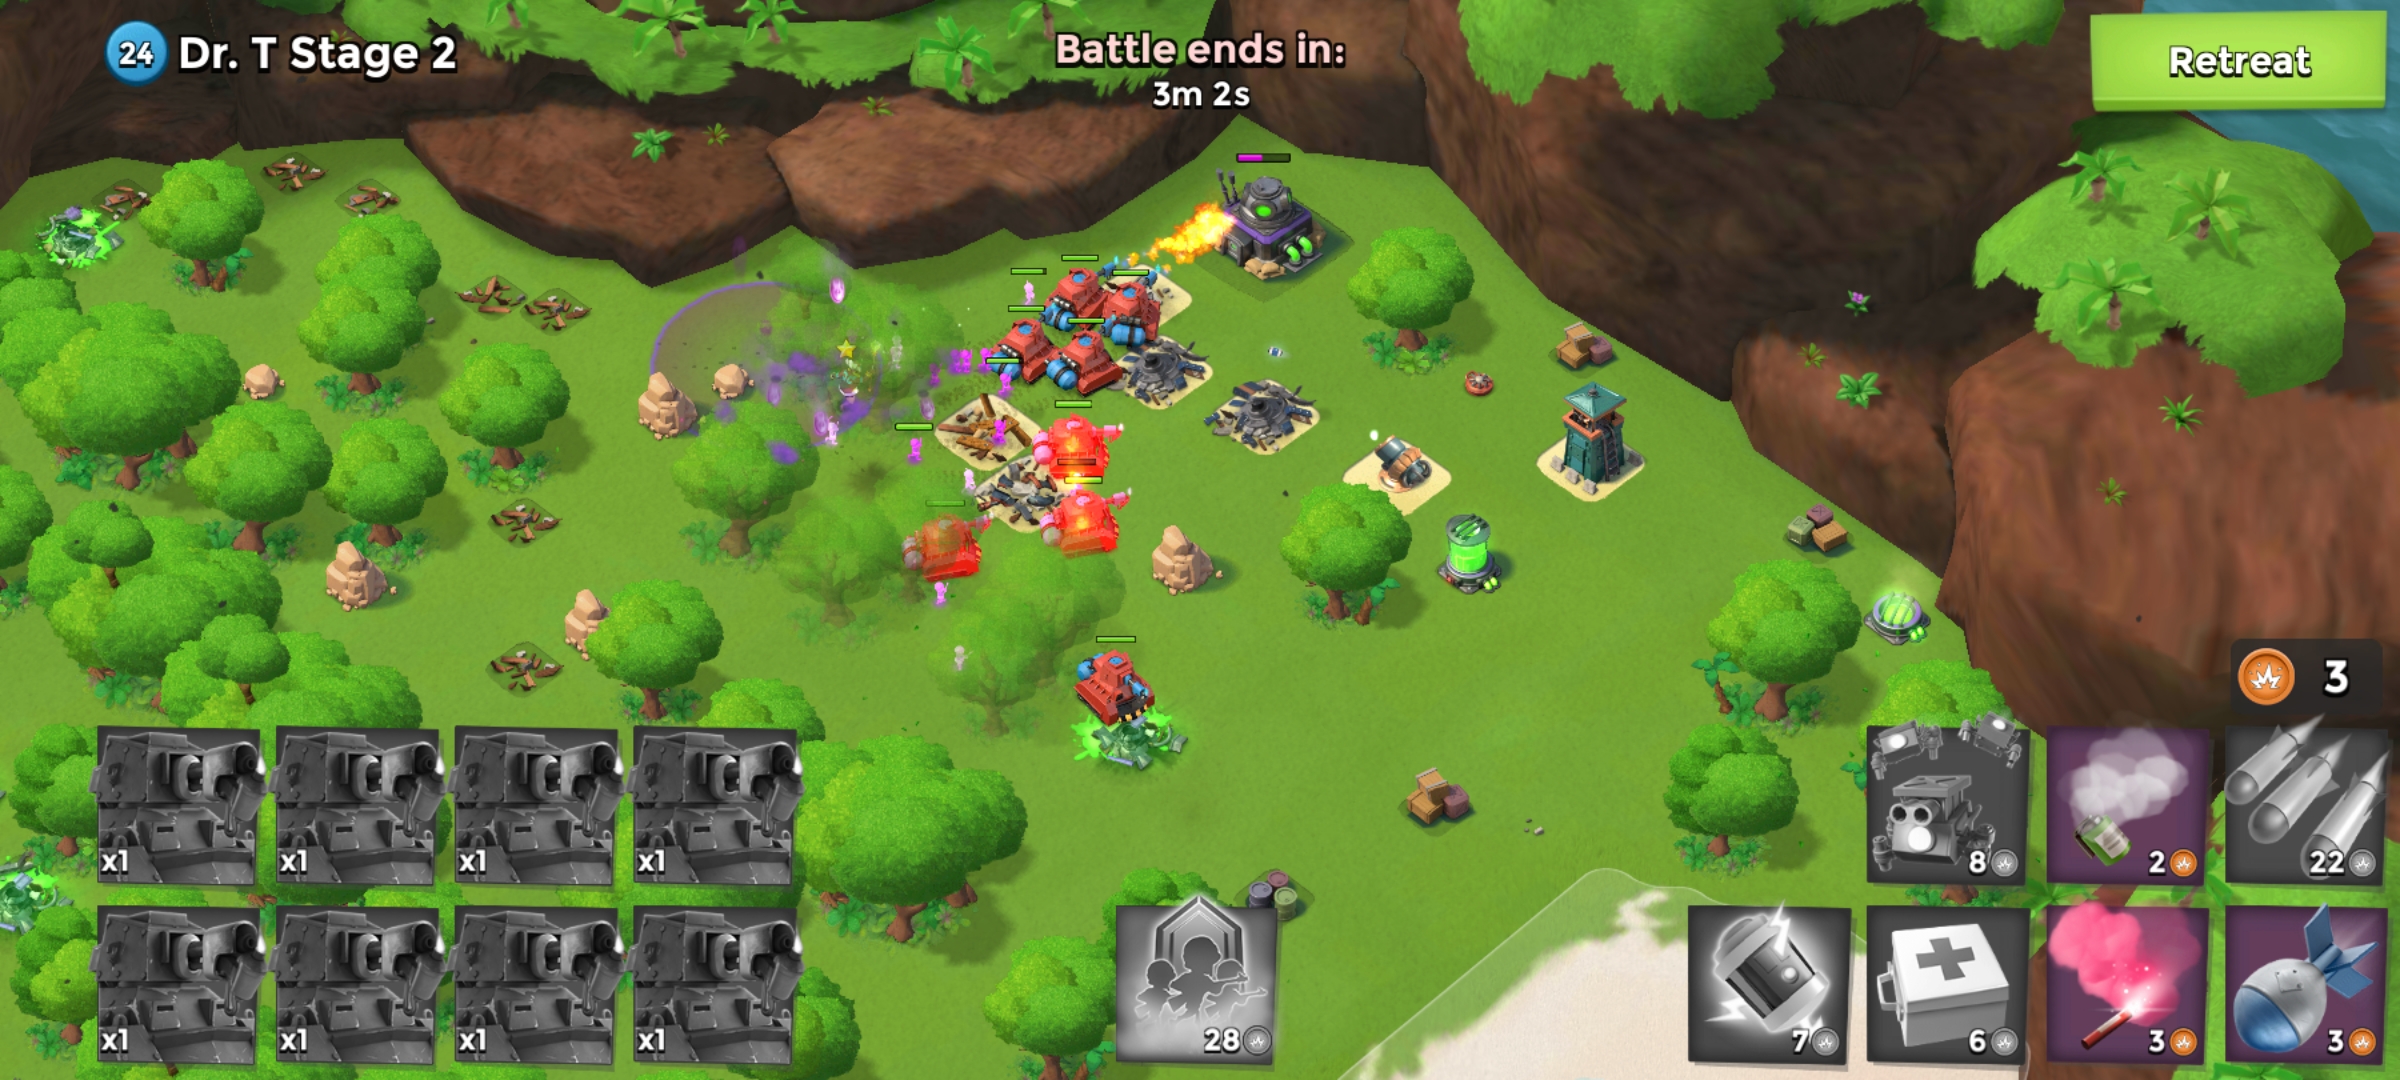 24 Dr. T Stage 2
Battle ends in:
3m 2s
Retreat
3
x1 x1 x1 x1
8 2 22
x1 x1 x1 x1
28 7 6 3 3